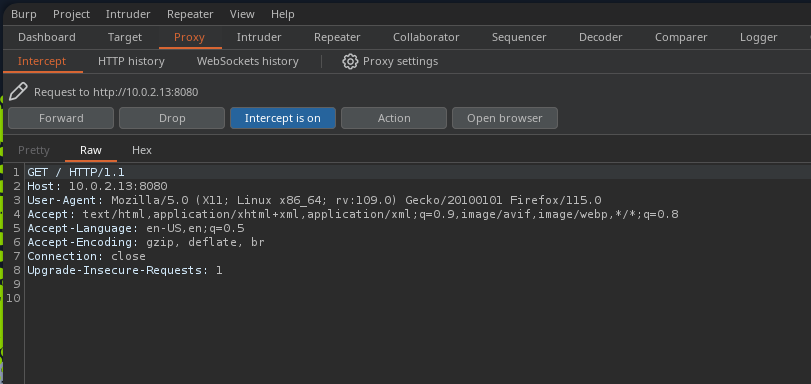 Burp Project Intruder Repeater View Help
Dashboard Target Proxy Intruder Repeater Collaborator Sequencer Decoder Comparer Logger
Intercept HTTP history WebSockets history Proxy settings
Request to http://10.0.2.13:8080
Forward Drop Intercept is on Action Open browser
Pretty Raw Hex
1 GET / HTTP/1.1
2 Host: 10.0.2.13:8080
3 User-Agent: Mozilla/5.0 (X11; Linux x86_64; rv:109.0) Gecko/20100101 Firefox/115.0
4 Accept: text/html,application/xhtml+xml,application/xml;q=0.9,image/avif,image/webp,*/*;q=0.8
5 Accept-Language: en-US,en;q=0.5
6 Accept-Encoding: gzip, deflate, br
7 Connection: close
8 Upgrade-Insecure-Requests: 1
9
10